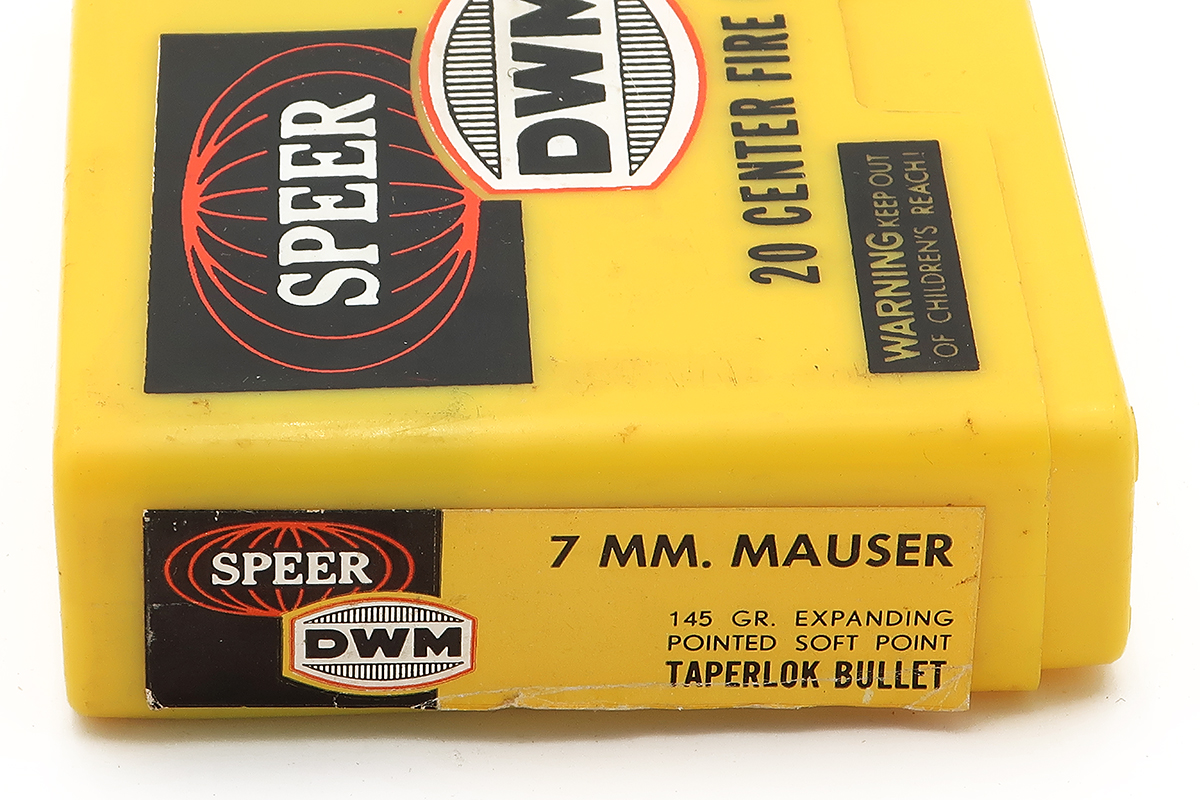 SPEER
DWM
20 CENTER FIRE
WARNING KEEP OUT
OF CHILDREN'S REACH!
SPEER
DWM
7 MM. MAUSER
145 GR. EXPANDING
POINTED SOFT POINT
TAPERLOK BULLET